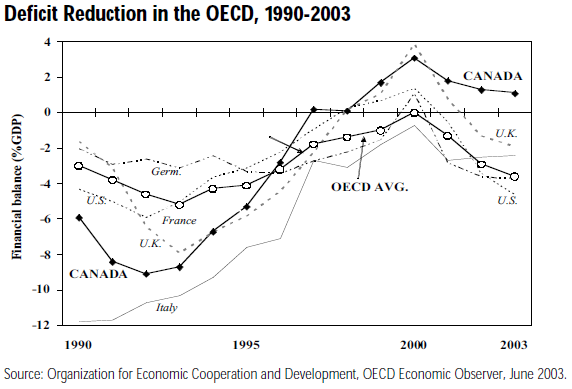 Deficit Reduction in the OECD, 1990-2003
Financial balance (%GDP)
4
2
0
-2
-4
-6
-8
-10
-12
CANADA
U.K.
Germ.
OECD AVG.
U.S.
U.S.
France
U.K.
CANADA
Italy
1990
1995
2000
2003
Source: Organization for Economic Cooperation and Development, OECD Economic Observer, June 2003.